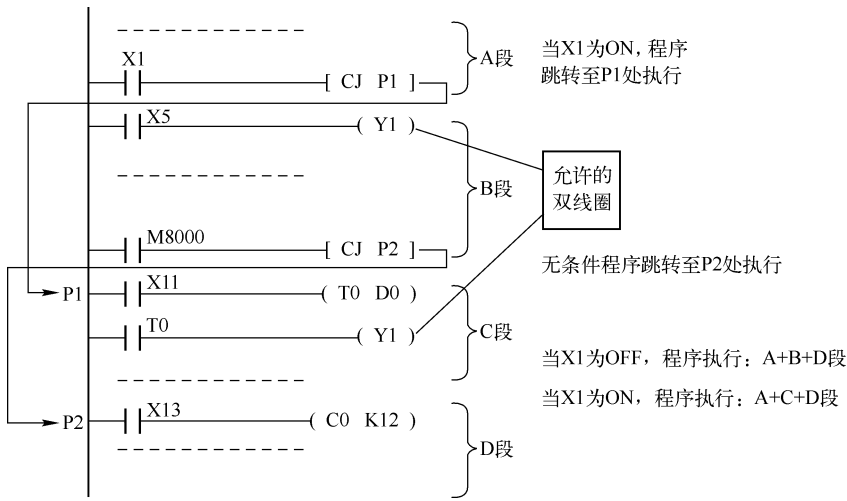 A段
当X1为ON，程序
跳转至P1处执行
X1
[ CJ P1 ]
X5
( Y1 )
B段
允许的
双线圈
M8000
[ CJ P2 ]
无条件程序跳转至P2处执行
P1
X11
( T0 D0 )
T0
( Y1 )
C段
当X1为OFF，程序执行：A+B+D段
当X1为ON，程序执行：A+C+D段
P2
X13
( C0 K12 )
D段